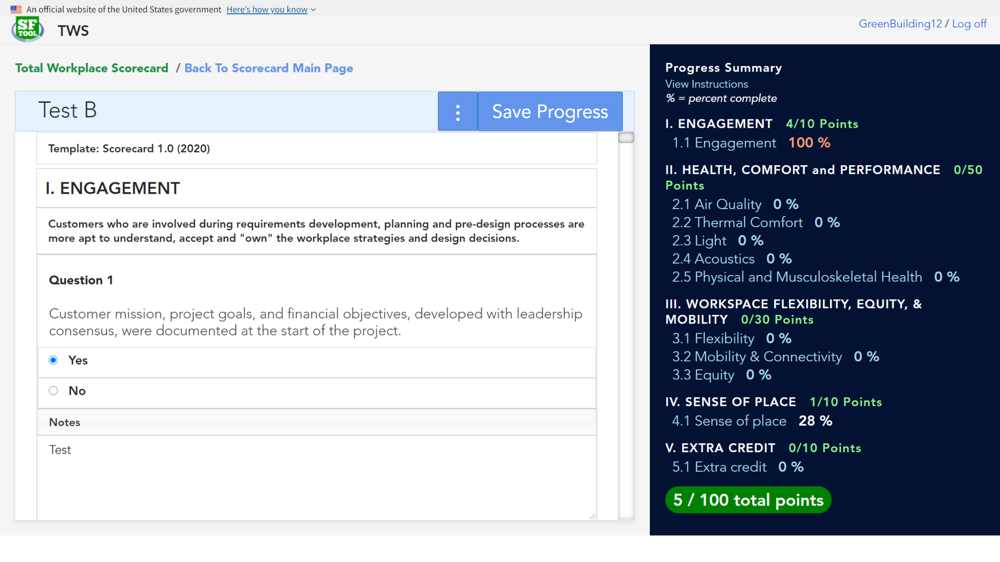 An official website of the United States government Here's how you know
SF TOOL
TWS
GreenBuilding12 / Log off
Total Workplace Scorecard / Back To Scorecard Main Page
Test B
Save Progress
Template: Scorecard 1.0 (2020)
I. ENGAGEMENT
Customers who are involved during requirements development, planning and pre-design processes are
more apt to understand, accept and "own" the workplace strategies and design decisions.
Question 1
Customer mission, project goals, and financial objectives, developed with leadership
consensus, were documented at the start of the project.
Yes
No
Notes
Test
Progress Summary
View Instructions
% = percent complete
I. ENGAGEMENT 4/10 Points
1.1 Engagement 100 %
II. HEALTH, COMFORT and PERFORMANCE 0/50
Points
2.1 Air Quality 0 %
2.2 Thermal Comfort 0 %
2.3 Light 0 %
2.4 Acoustics 0 %
2.5 Physical and Musculoskeletal Health 0 %
III. WORKSPACE FLEXIBILITY, EQUITY, &
MOBILITY 0/30 Points
3.1 Flexibility 0 %
3.2 Mobility & Connectivity 0 %
3.3 Equity 0 %
IV. SENSE OF PLACE 1/10 Points
4.1 Sense of place 28 %
V. EXTRA CREDIT 0/10 Points
5.1 Extra credit 0 %
5 / 100 total points